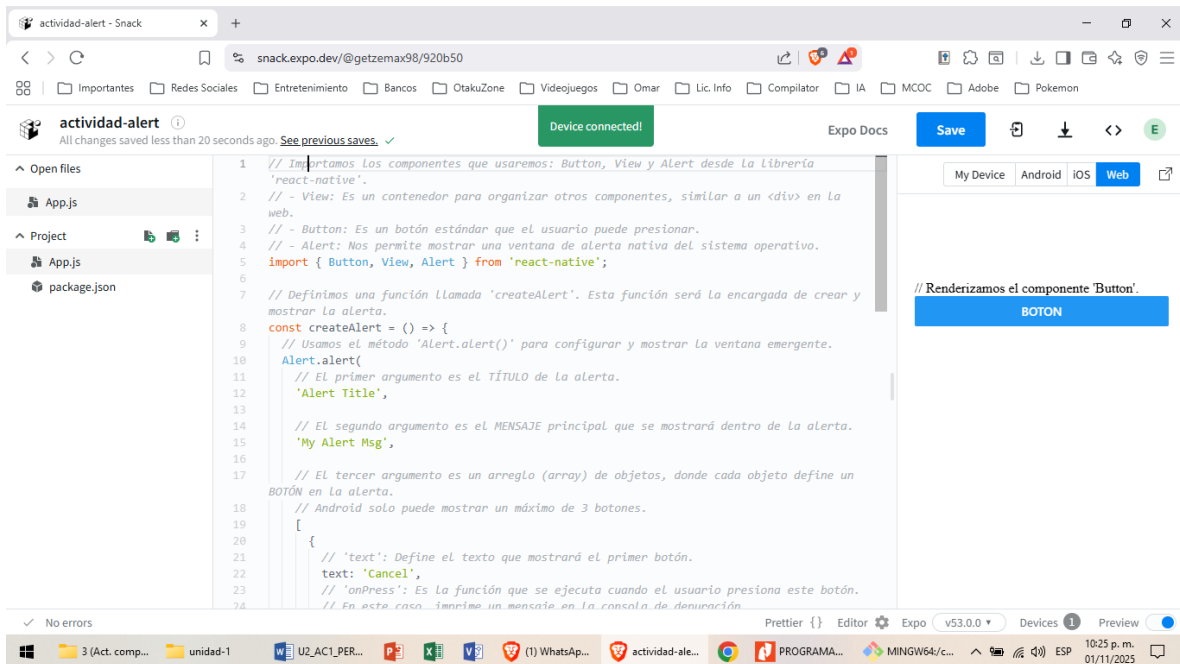 actividad-alert - Snack
snack.expo.dev/@getzemax98/920b50
Importantes Redes Sociales Entretenimiento Bancos OtakuZone Videojuegos Omar Lic. Info Compilator IA MCOC Adobe Pokemon
actividad-alert
All changes saved less than 20 seconds ago. See previous saves.
Device connected!
Expo Docs
Save
E
Open files
App.js
Project
App.js
package.json
1 // Importamos los componentes que usaremos: Button, View y Alert desde la librería
'react-native'.
2 // - View: Es un contenedor para organizar otros componentes, similar a un <div> en la
web.
3 // - Button: Es un botón estándar que el usuario puede presionar.
4 // - Alert: Nos permite mostrar una ventana de alerta nativa del sistema operativo.
5 import { Button, View, Alert } from 'react-native';
6
7 // Definimos una función llamada 'createAlert'. Esta función será la encargada de crear y
mostrar la alerta.
8 const createAlert = () => {
9 // Usamos el método 'Alert.alert()' para configurar y mostrar la ventana emergente.
10 Alert.alert(
11 // El primer argumento es el TÍTULO de la alerta.
12 'Alert Title',
13
14 // El segundo argumento es el MENSAJE principal que se mostrará dentro de la alerta.
15 'My Alert Msg',
16
17 // El tercer argumento es un arreglo (array) de objetos, donde cada objeto define un
BOTÓN en la alerta.
18 // Android solo puede mostrar un máximo de 3 botones.
19 [
20 {
21 // 'text': Define el texto que mostrará el primer botón.
22 text: 'Cancel',
23 // 'onPress': Es la función que se ejecuta cuando el usuario presiona este botón.
24 // En este caso, imprime un mensaje en la consola de depuración
My Device Android iOS Web
// Renderizamos el componente 'Button'.
BOTON
No errors
Prettier {} Editor Expo v53.0.0 Devices 1 Preview
3 (Act. comp... unidad-1 U2_AC1_PER... (1) WhatsAp... actividad-ale... PROGRAMA... MINGW64:/c... ESP 10:25 p. m.
01/11/2025